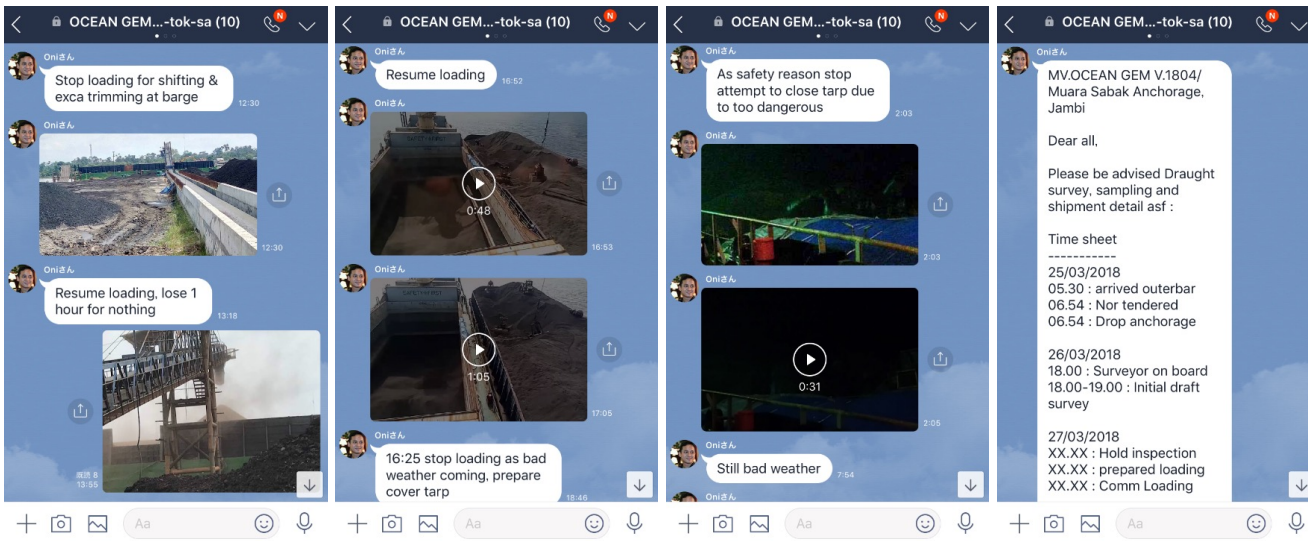 OCEAN GEM...-tok-sa (10)
N
Oniさん
Stop loading for shifting &
exca trimming at barge
12:30
Oniさん
12:30
Oniさん
Resume loading, lose 1
hour for nothing
13:18
既読 8
13:55
Aa
OCEAN GEM...-tok-sa (10)
N
Oniさん
Resume loading
16:52
Oniさん
0:48
16:53
Oniさん
1:05
17:05
Oniさん
16:25 stop loading as bad
weather coming, prepare
cover tarp
18:46
Aa
OCEAN GEM...-tok-sa (10)
N
Oniさん
As safety reason stop
attempt to close tarp due
to too dangerous
2:03
Oniさん
2:03
Oniさん
0:31
2:05
Oniさん
Still bad weather
7:54
Oniさん
Aa
OCEAN GEM...-tok-sa (10)
N
Oniさん
MV.OCEAN GEM V.1804/
Muara Sabak Anchorage,
Jambi
Dear all,
Please be advised Draught
survey, sampling and
shipment detail asf :
Time sheet
-----------
25/03/2018
05.30 : arrived outerbar
06.54 : Nor tendered
06.54 : Drop anchorage
26/03/2018
18.00 : Surveyor on board
18.00-19.00 : Initial draft
survey
27/03/2018
XX.XX : Hold inspection
XX.XX : prepared loading
XX.XX : Comm Loading
Aa